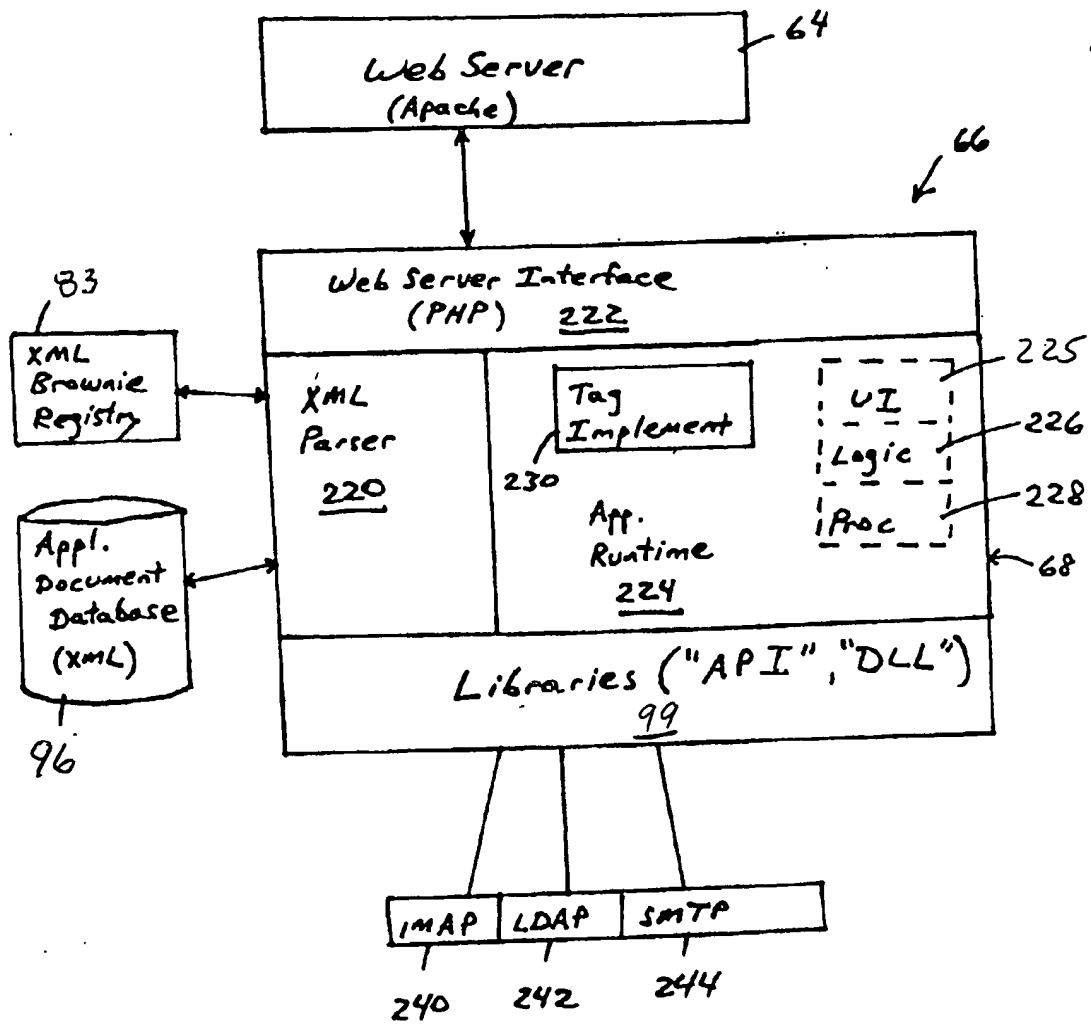 64
Web Server
(Apache)
66
Web Server Interface
(PHP) 222
83
XML
Brownie
Registry
XML
Parser
220
Tag
Implement
230
App.
Runtime
224
UI
Logic
Proc
225
226
228
68
Appl.
Document
Database
(XML)
96
Libraries ("API", "DLL")
99
IMAP LDAP SMTP
240 242 244